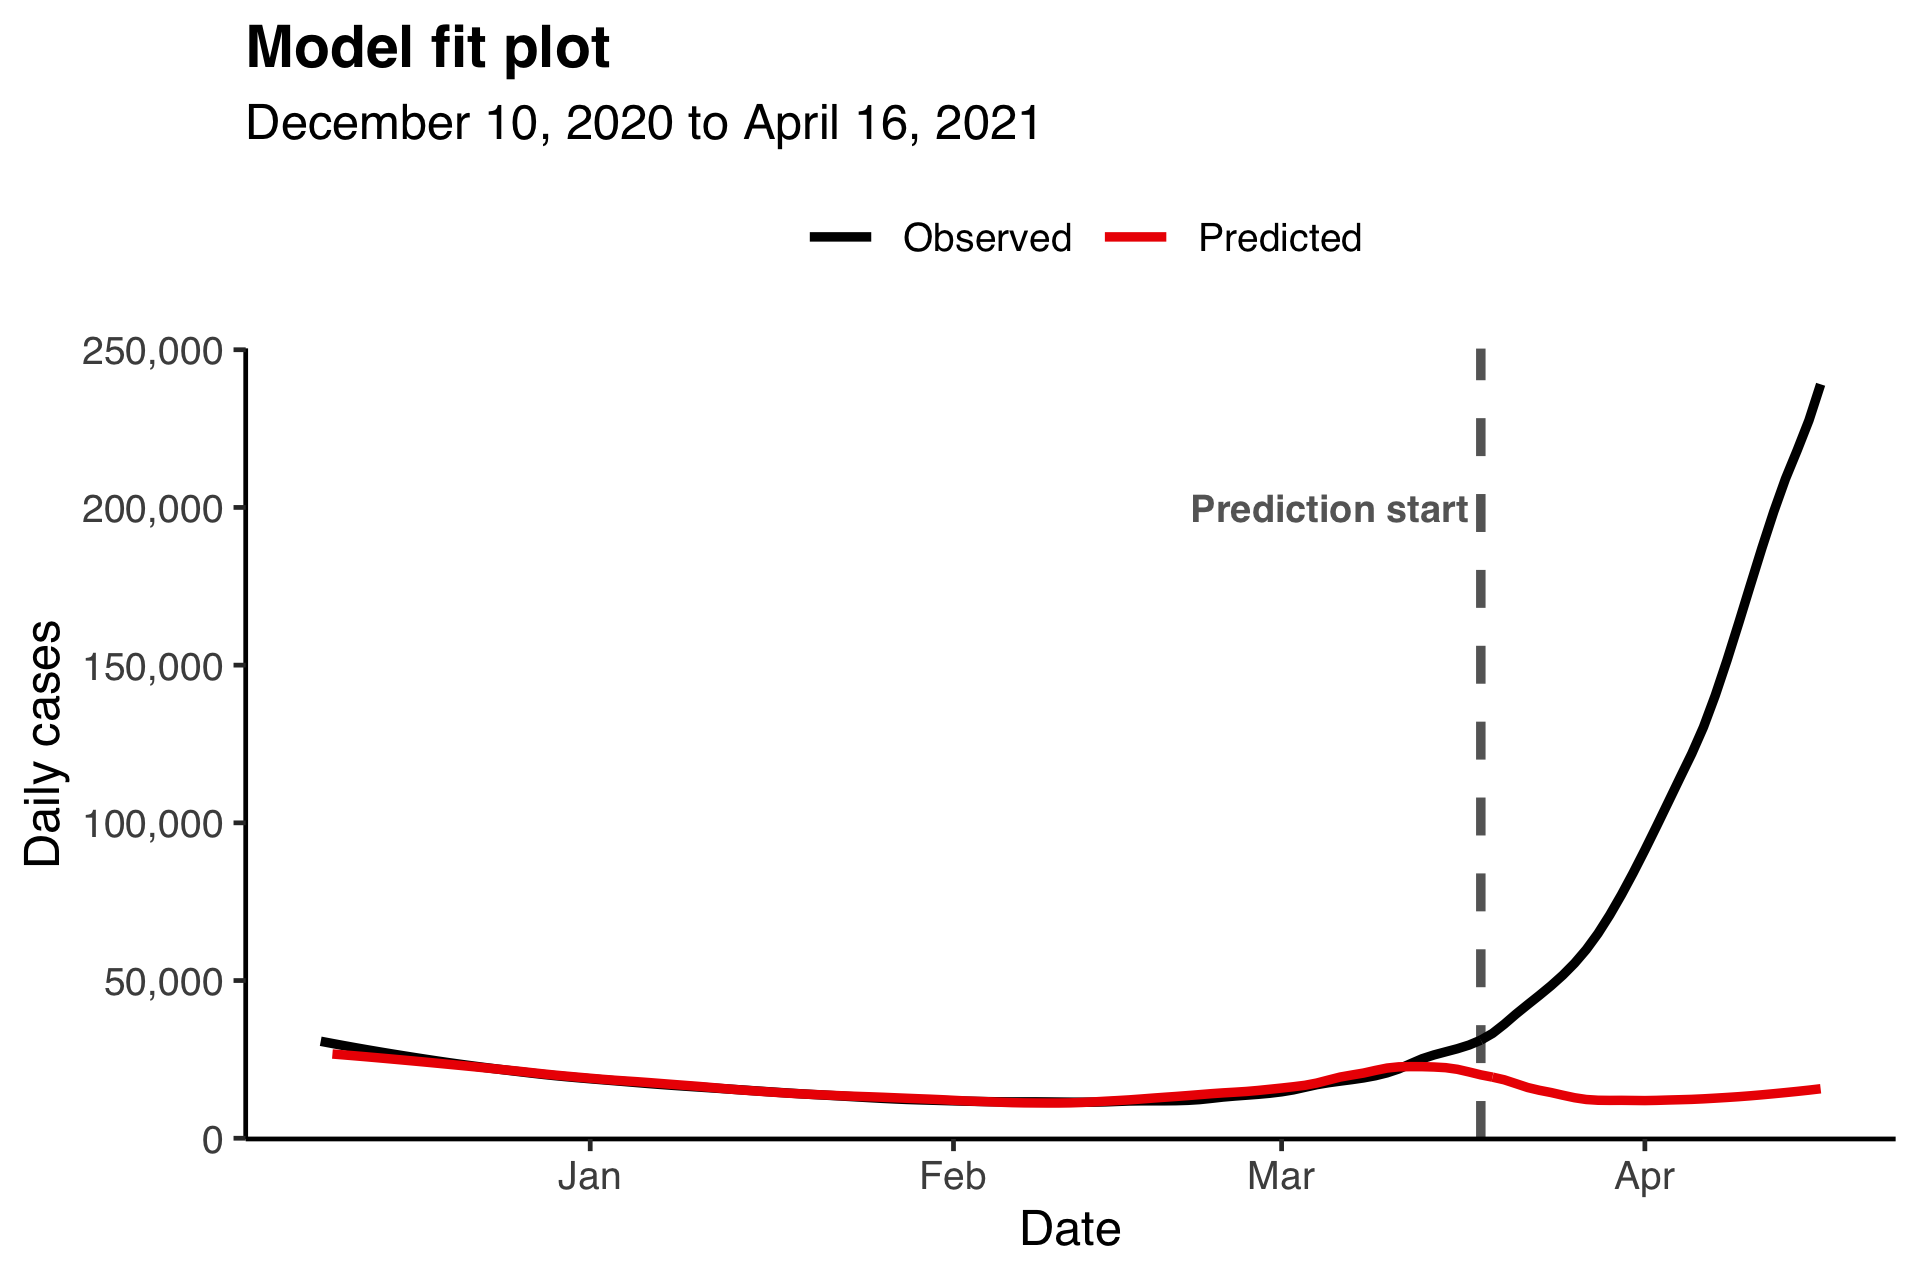 Model fit plot
December 10, 2020 to April 16, 2021
Observed Predicted
250,000
200,000
150,000
100,000
50,000
0
Daily cases
Prediction start
Jan Feb Mar Apr
Date